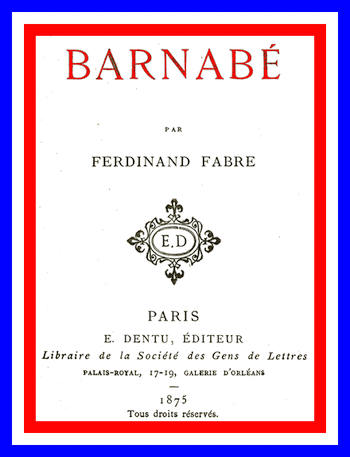 BARNABÉ
PAR
FERDINAND FABRE
E.D
PARIS
E. DENTU, ÉDITEUR
Libraire de la Société des Gens de Lettres
PALAIS-ROYAL, 17-19, GALERIE D'ORLÉANS
—
1875
Tous droits réservés.